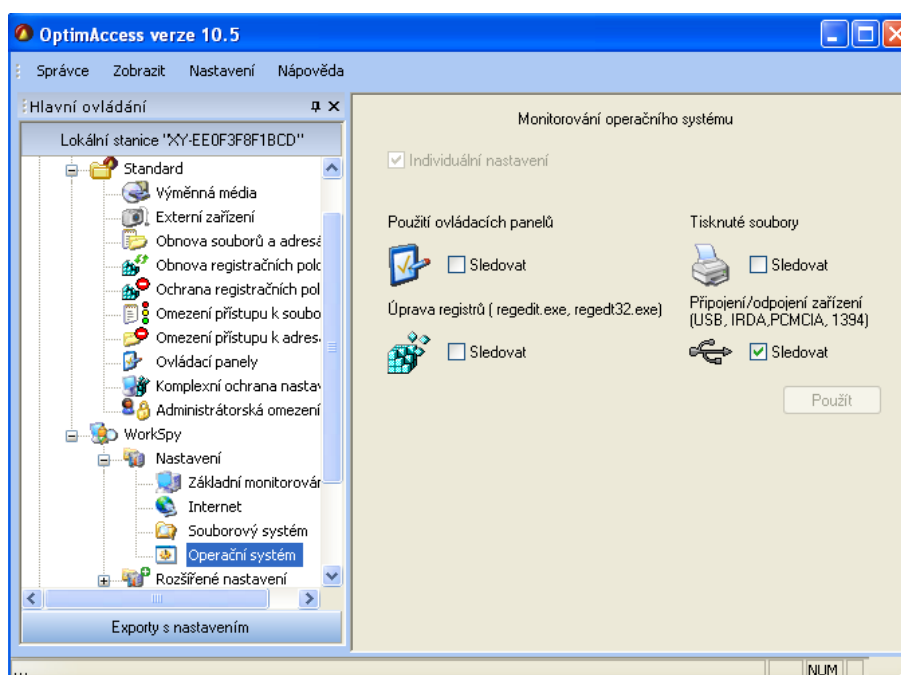 OptimAccess verze 10.5
Správce Zobrazit Nastavení Nápověda
Hlavní ovládání
Lokální stanice "XY-EE0F3F8F1BCD"
Standard
Výměnná média
Externí zařízení
Obnova souborů a adresá
Obnova registračních polo
Ochrana registračních pol
Omezení přístupu k soubo
Omezení přístupu k adres
Ovládací panely
Komplexní ochrana nastav
Administrátorská omezení
WorkSpy
Nastavení
Základní monitorovár
Internet
Souborový systém
Operační systém
Rozšířené nastavení
Exporty s nastavením
Monitorování operačního systému
Individuální nastavení
Použití ovládacích panelů
Sledovat
Úprava registrů ( regedit.exe, regedt32.exe)
Sledovat
Tisknuté soubory
Sledovat
Připojení/odpojení zařízení
(USB, IRDA,PCMCIA, 1394)
Sledovat
Použít
NUM